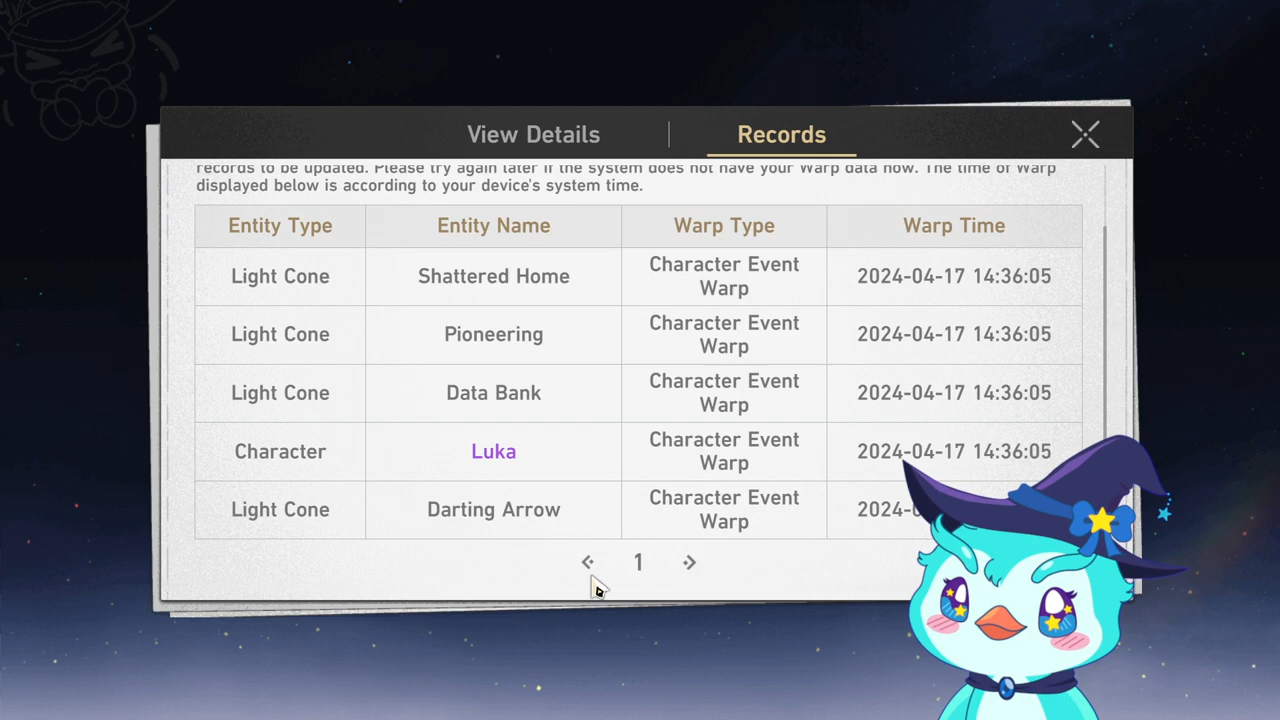 View Details
Records
records to be updated. Please try again later if the system does not have your Warp data now. The time of Warp
displayed below is according to your device's system time.
Entity Type Entity Name Warp Type Warp Time
Light Cone Shattered Home Character Event Warp 2024-04-17 14:36:05
Light Cone Pioneering Character Event Warp 2024-04-17 14:36:05
Light Cone Data Bank Character Event Warp 2024-04-17 14:36:05
Character Luka Character Event Warp 2024-04-17 14:36:05
Light Cone Darting Arrow Character Event Warp
1